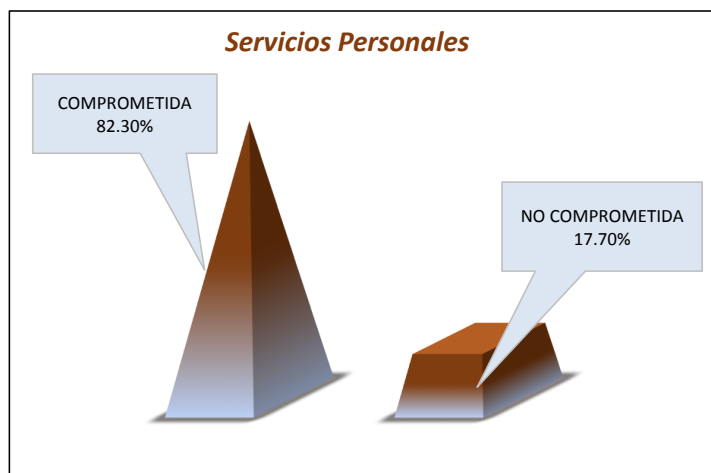 Servicios Personales
COMPROMETIDA
82.30%
NO COMPROMETIDA
17.70%